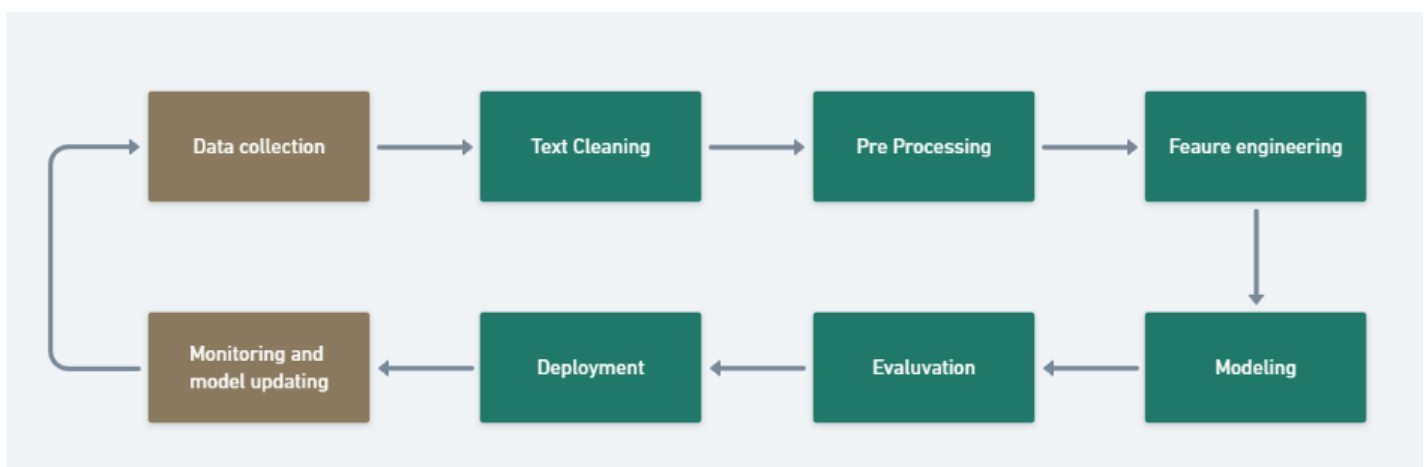 Data collection
Text Cleaning
Pre Processing
Feaure engineering
Monitoring and
model updating
Deployment
Evaluvation
Modeling